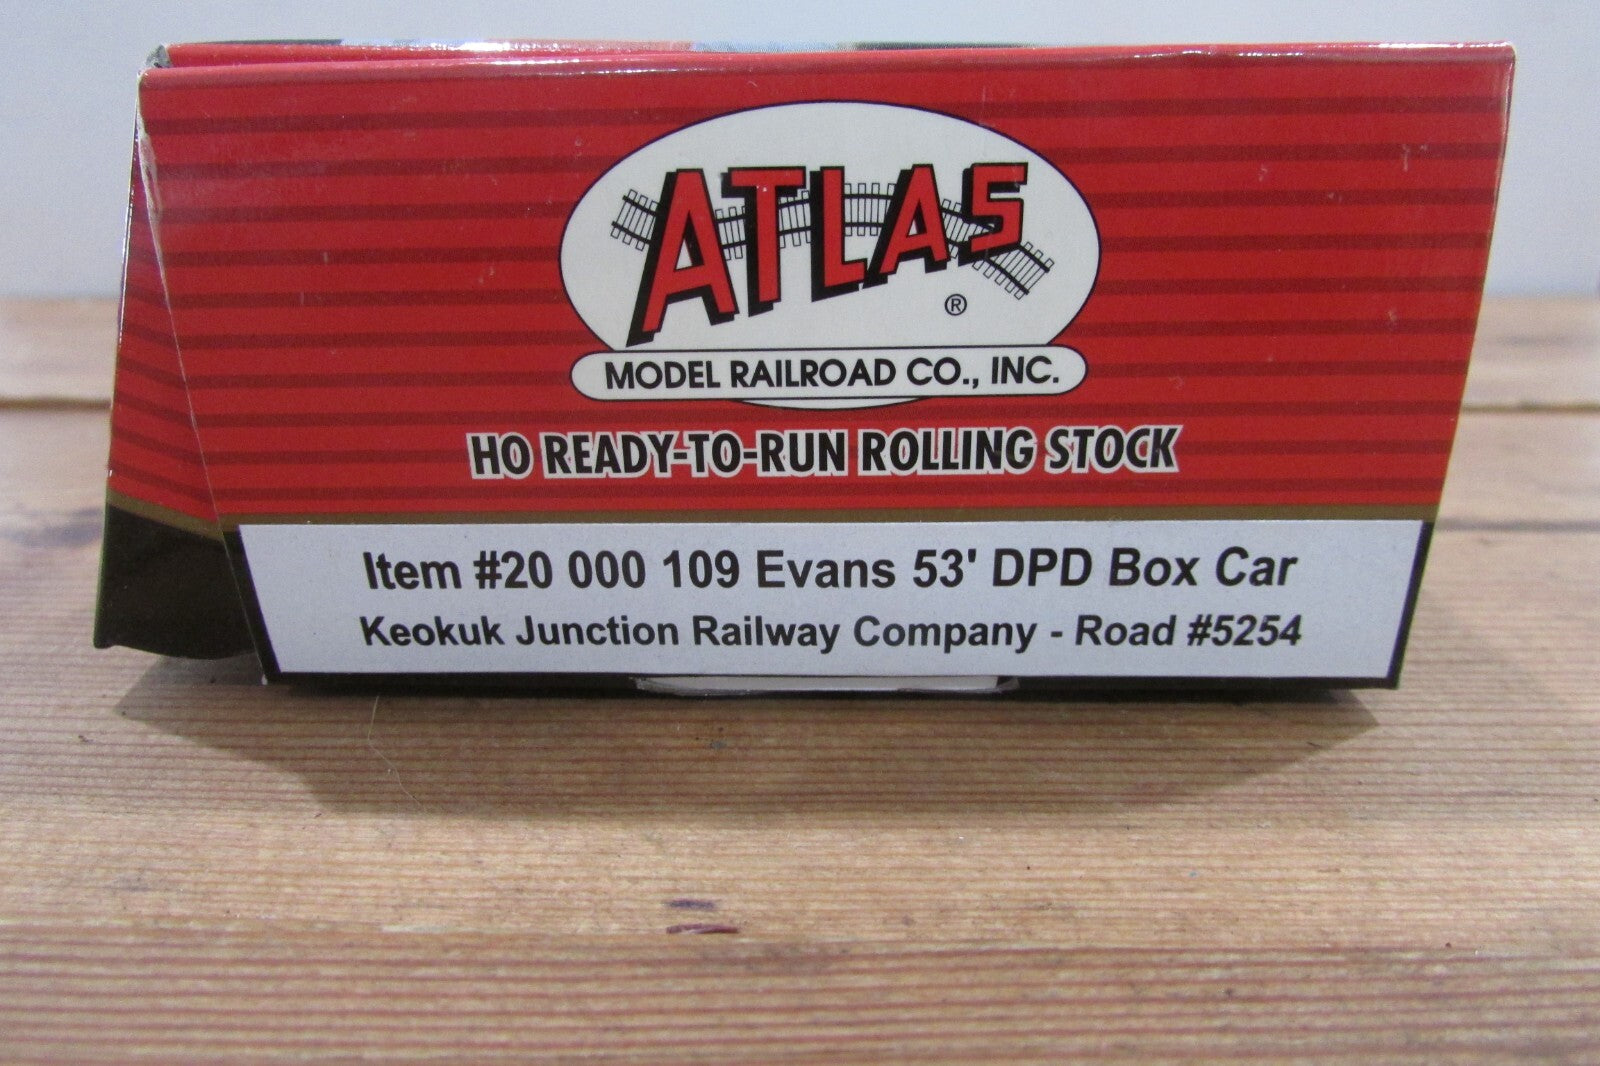 ATLAS
®
MODEL RAILROAD CO., INC.
HO READY-TO-RUN ROLLING STOCK
Item #20 000 109 Evans 53' DPD Box Car
Keokuk Junction Railway Company - Road #5254